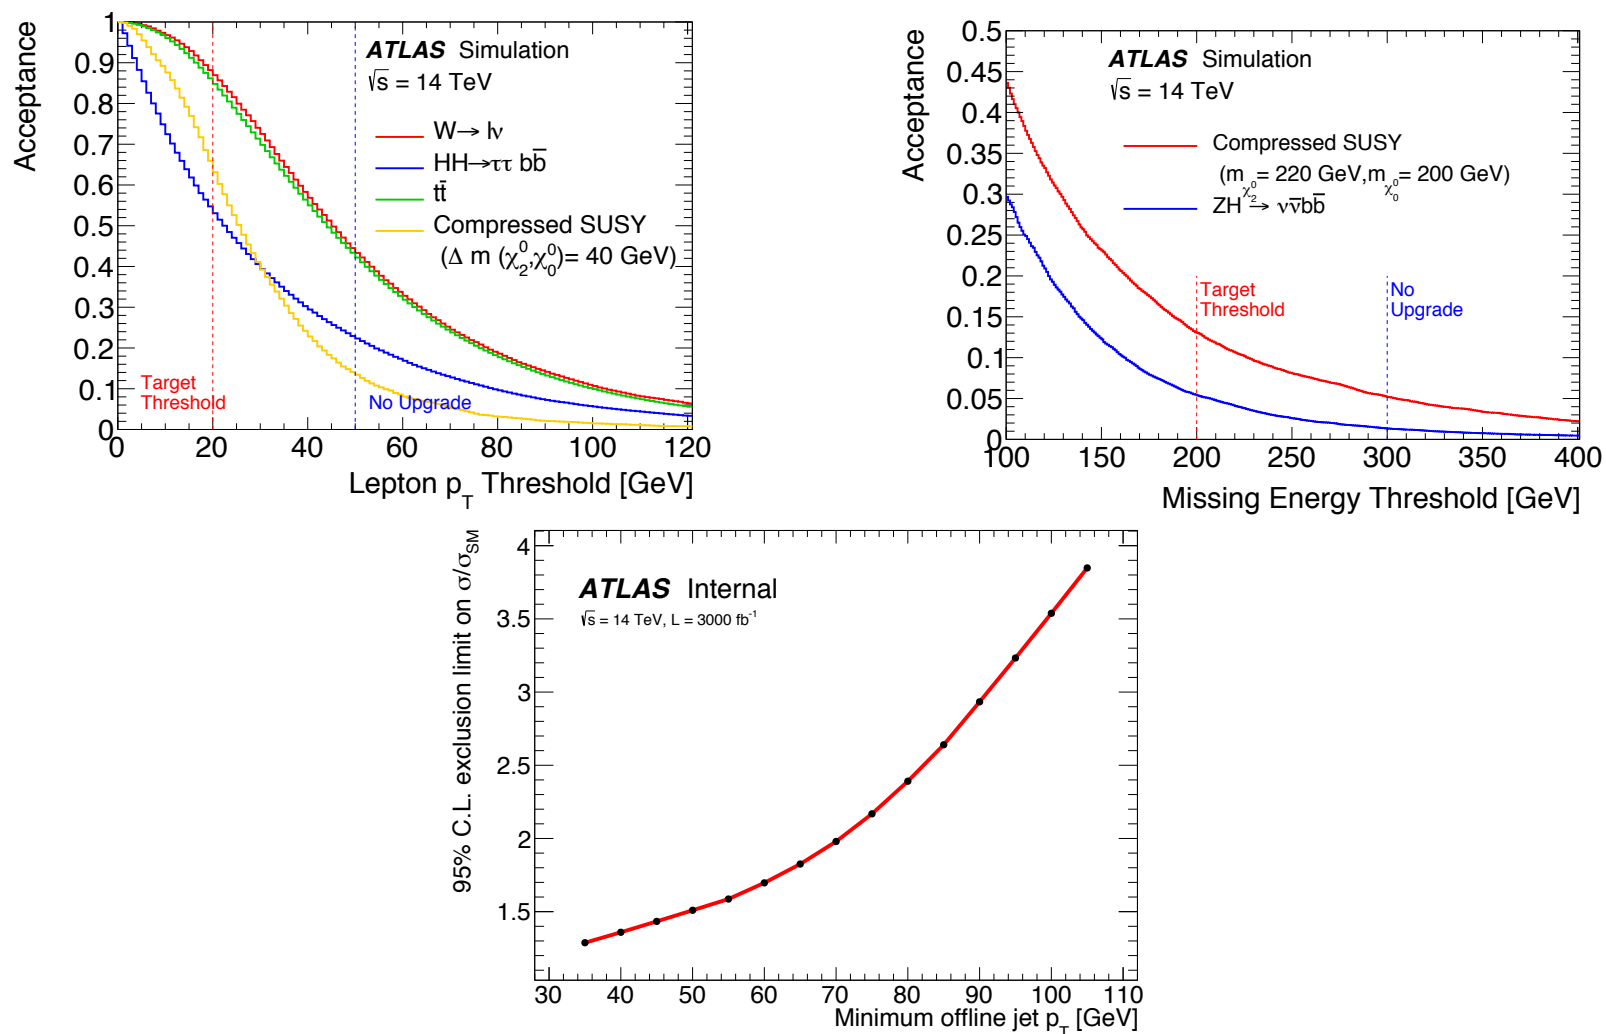 Acceptance
1
0.9
0.8
0.7
0.6
0.5
0.4
0.3
0.2
0.1
0
ATLAS Simulation
√s = 14 TeV
W→ lν
HH→ττ bb̅
tt̅
Compressed SUSY
(Δ m (χ₂⁰,χ₀⁰)= 40 GeV)
Target
Threshold
No Upgrade
0 20 40 60 80 100 120
Lepton p_T Threshold [GeV]
Acceptance
0.5
0.45
0.4
0.35
0.3
0.25
0.2
0.15
0.1
0.05
0
ATLAS Simulation
√s = 14 TeV
Compressed SUSY
(m_χ₂⁰ = 220 GeV,m_χ₀⁰ = 200 GeV)
ZH → νν̅bb̅
Target
Threshold
No
Upgrade
100 150 200 250 300 350 400
Missing Energy Threshold [GeV]
95% C.L. exclusion limit on σ/σ_SM
4
3.5
3
2.5
2
1.5
ATLAS Internal
√s = 14 TeV, L = 3000 fb⁻¹
30 40 50 60 70 80 90 100 110
Minimum offline jet p_T [GeV]